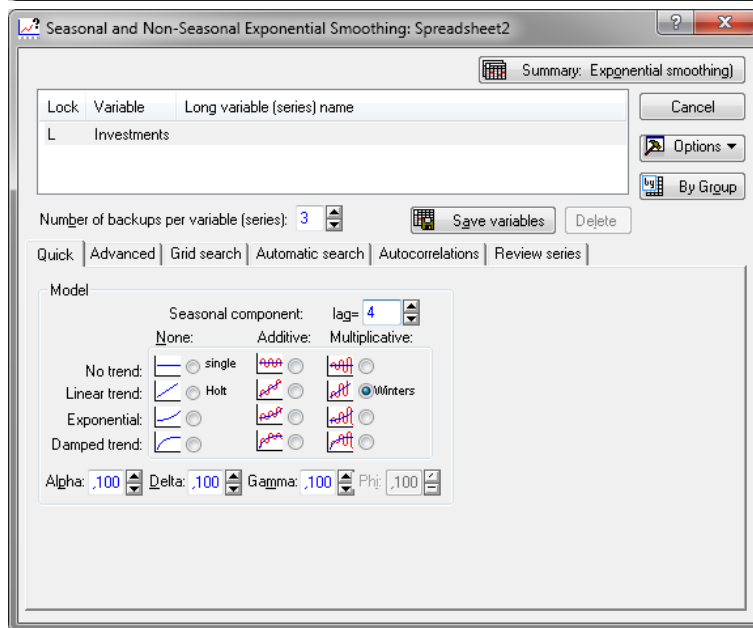 Seasonal and Non-Seasonal Exponential Smoothing: Spreadsheet2
?
Summary: Exponential smoothing)
Lock Variable Long variable (series) name
L Investments
Cancel
Options
By Group
Number of backups per variable (series): 3
Save variables
Delete
Quick Advanced Grid search Automatic search Autocorrelations Review series
Model
Seasonal component: lag= 4
None: Additive: Multiplicative:
No trend: single
Linear trend: Holt Winters
Exponential:
Damped trend:
Alpha: ,100 Delta: ,100 Gamma: ,100 Phi: ,100